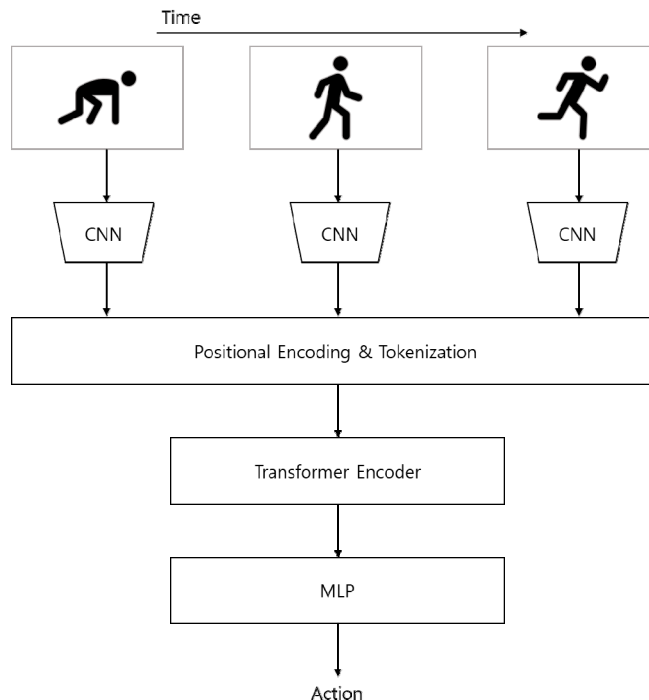 Time
CNN
CNN
CNN
Positional Encoding & Tokenization
Transformer Encoder
MLP
Action